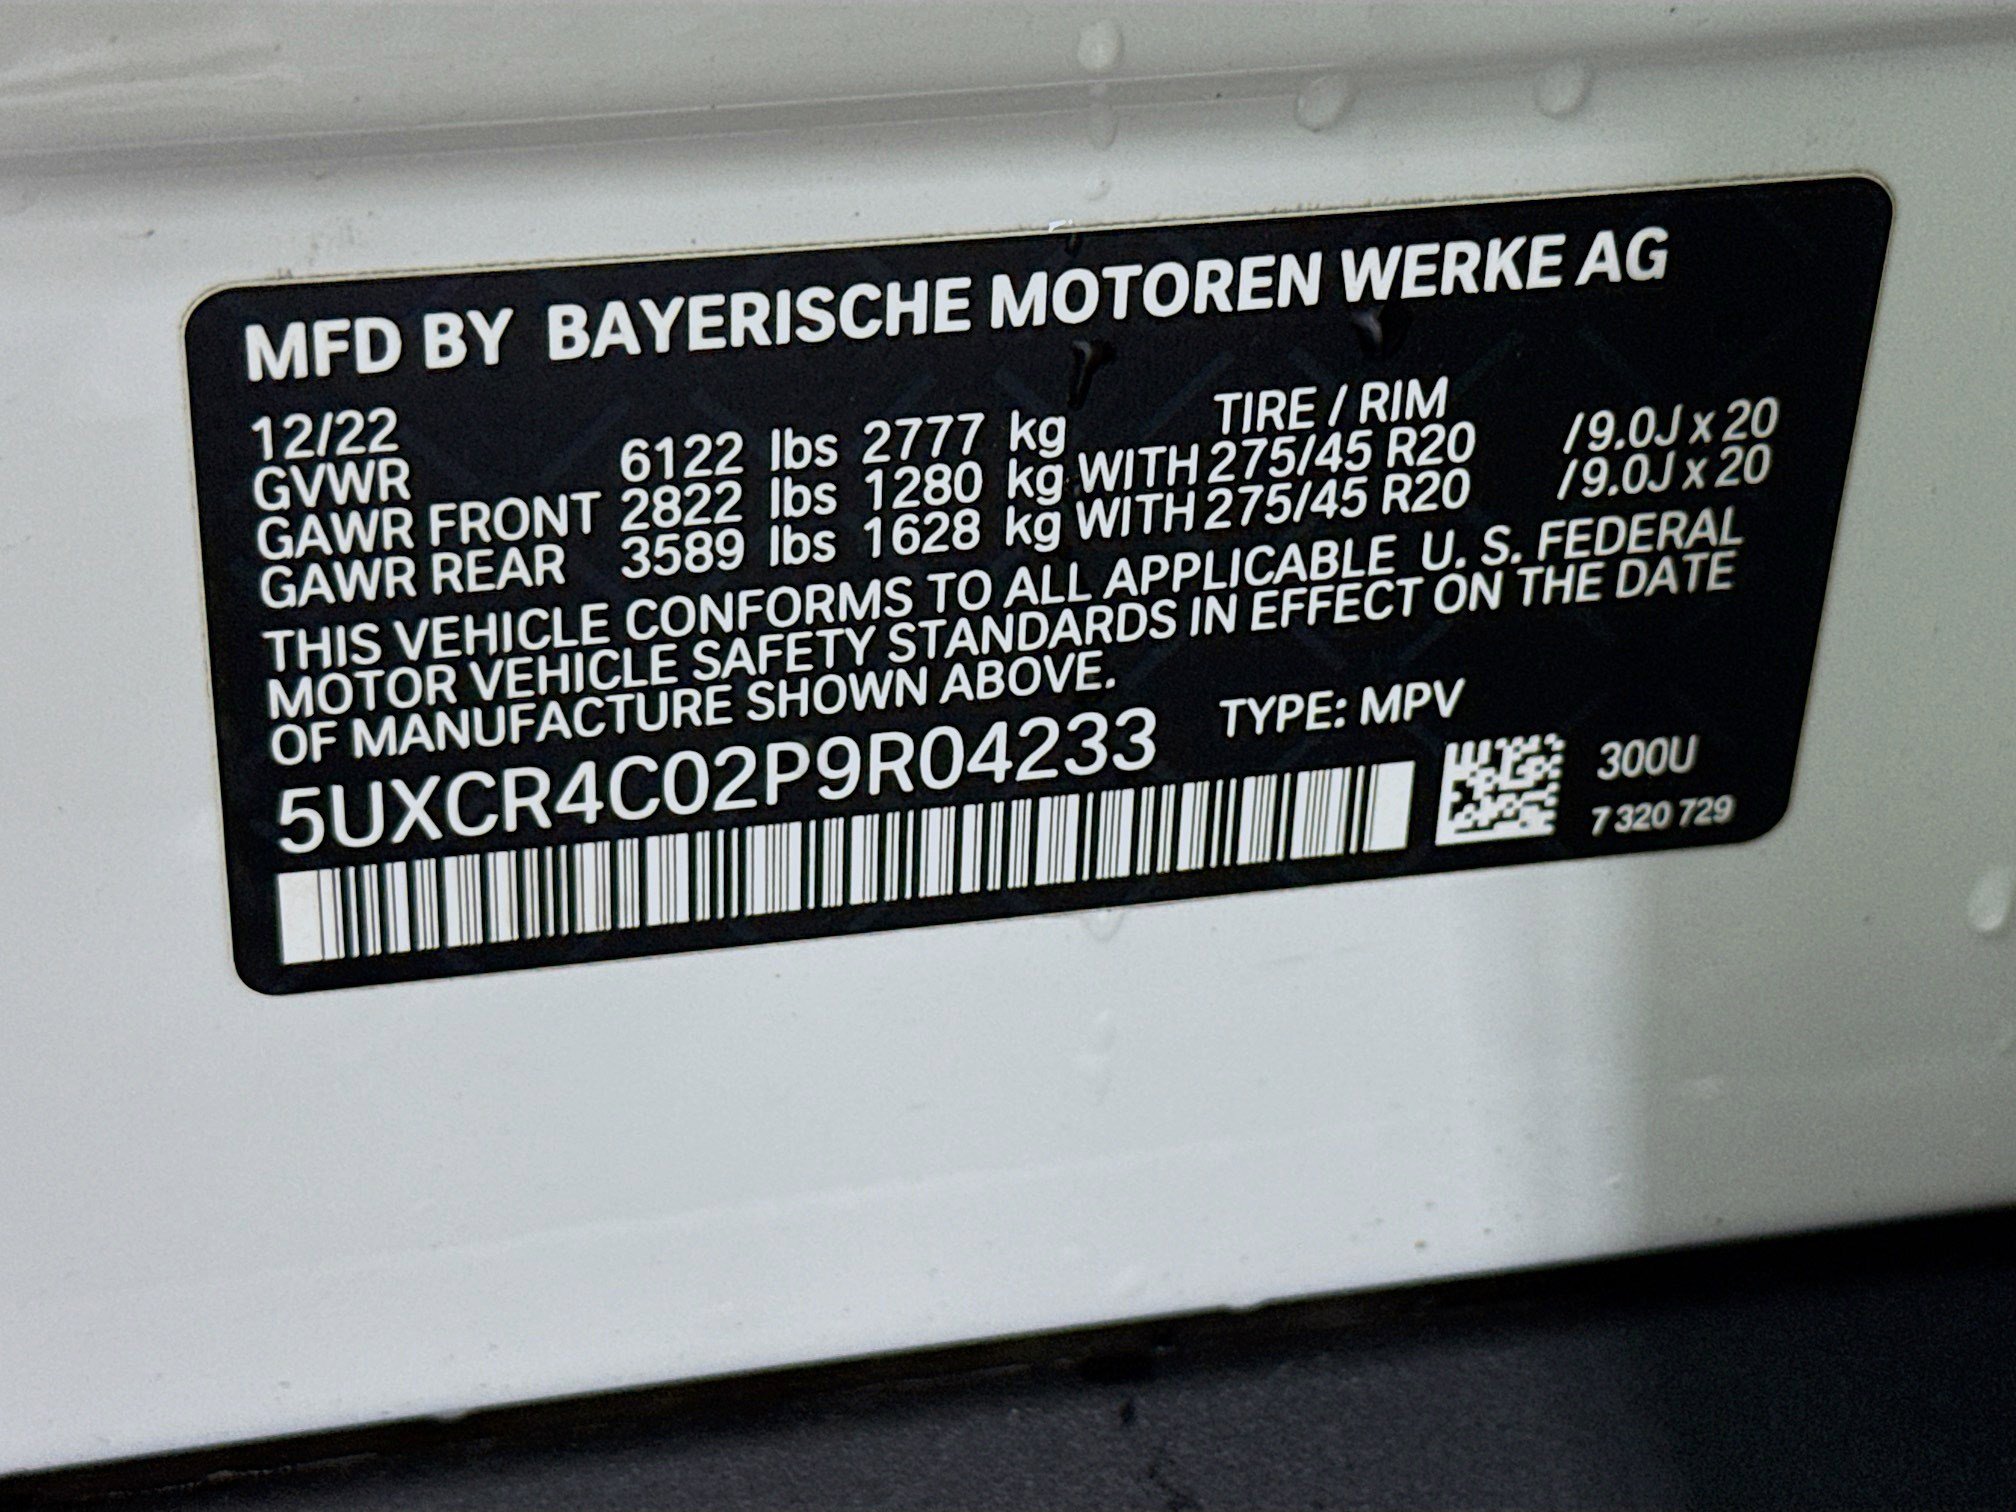 MFD BY BAYERISCHE MOTOREN WERKE AG
12/22 TIRE / RIM
GVWR 6122 lbs 2777 kg
GAWR FRONT 2822 lbs 1280 kg WITH 275/45 R20 /9.0J x 20
GAWR REAR 3589 lbs 1628 kg WITH 275/45 R20 /9.0J x 20
THIS VEHICLE CONFORMS TO ALL APPLICABLE U. S. FEDERAL
MOTOR VEHICLE SAFETY STANDARDS IN EFFECT ON THE DATE
OF MANUFACTURE SHOWN ABOVE.
5UXCR4C02P9R04233 TYPE: MPV
300U
7 320 729